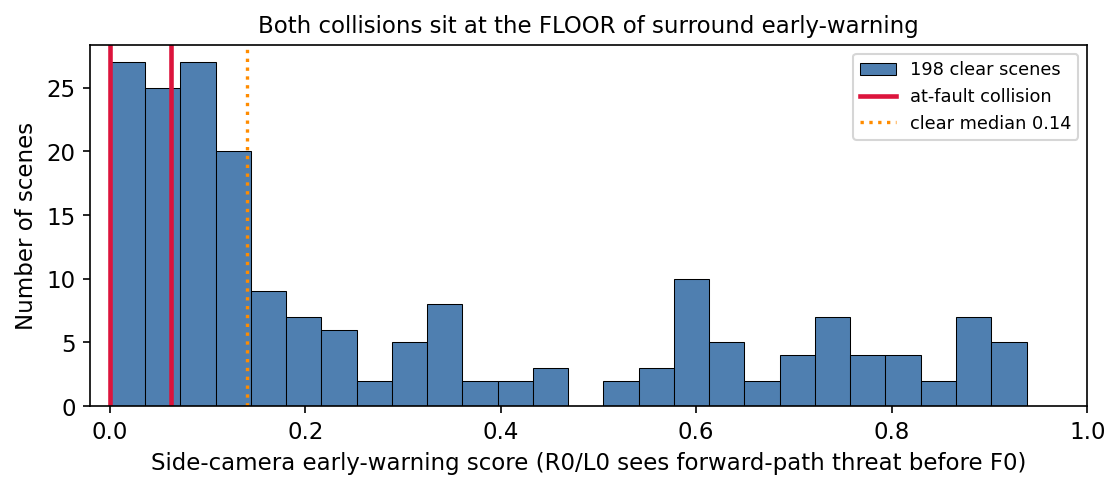 Both collisions sit at the FLOOR of surround early-warning
198 clear scenes
at-fault collision
clear median 0.14
Number of scenes
25
20
15
10
5
0
0.0 0.2 0.4 0.6 0.8 1.0
Side-camera early-warning score (R0/L0 sees forward-path threat before F0)